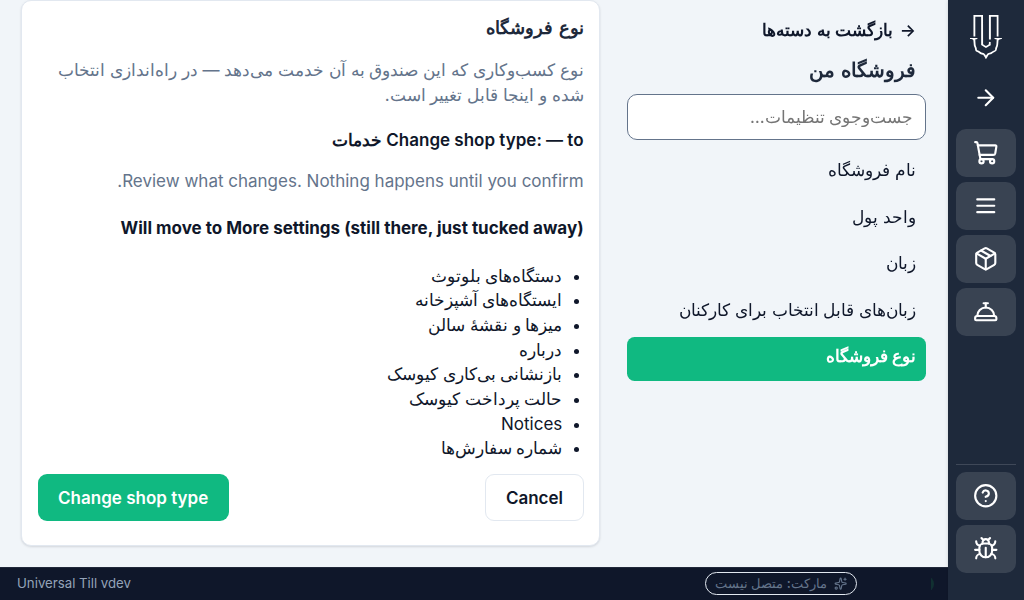 بازگشت به دسته‌ها
فروشگاه من
جست‌وجوی تنظیمات...
نام فروشگاه
واحد پول
زبان
زبان‌های قابل انتخاب برای کارکنان
نوع فروشگاه
نوع فروشگاه
نوع کسب‌وکاری که این صندوق به آن خدمت می‌دهد — در راه‌اندازی انتخاب
شده و اینجا قابل تغییر است.
Change shop type: — to خدمات
Review what changes. Nothing happens until you confirm.
Will move to More settings (still there, just tucked away)
دستگاه‌های بلوتوث
ایستگاه‌های آشپزخانه
میزها و نقشهٔ سالن
درباره
بازنشانی بی‌کاری کیوسک
حالت پرداخت کیوسک
Notices
شماره سفارش‌ها
Cancel
Change shop type
مارکت: متصل نیست
Universal Till vdev